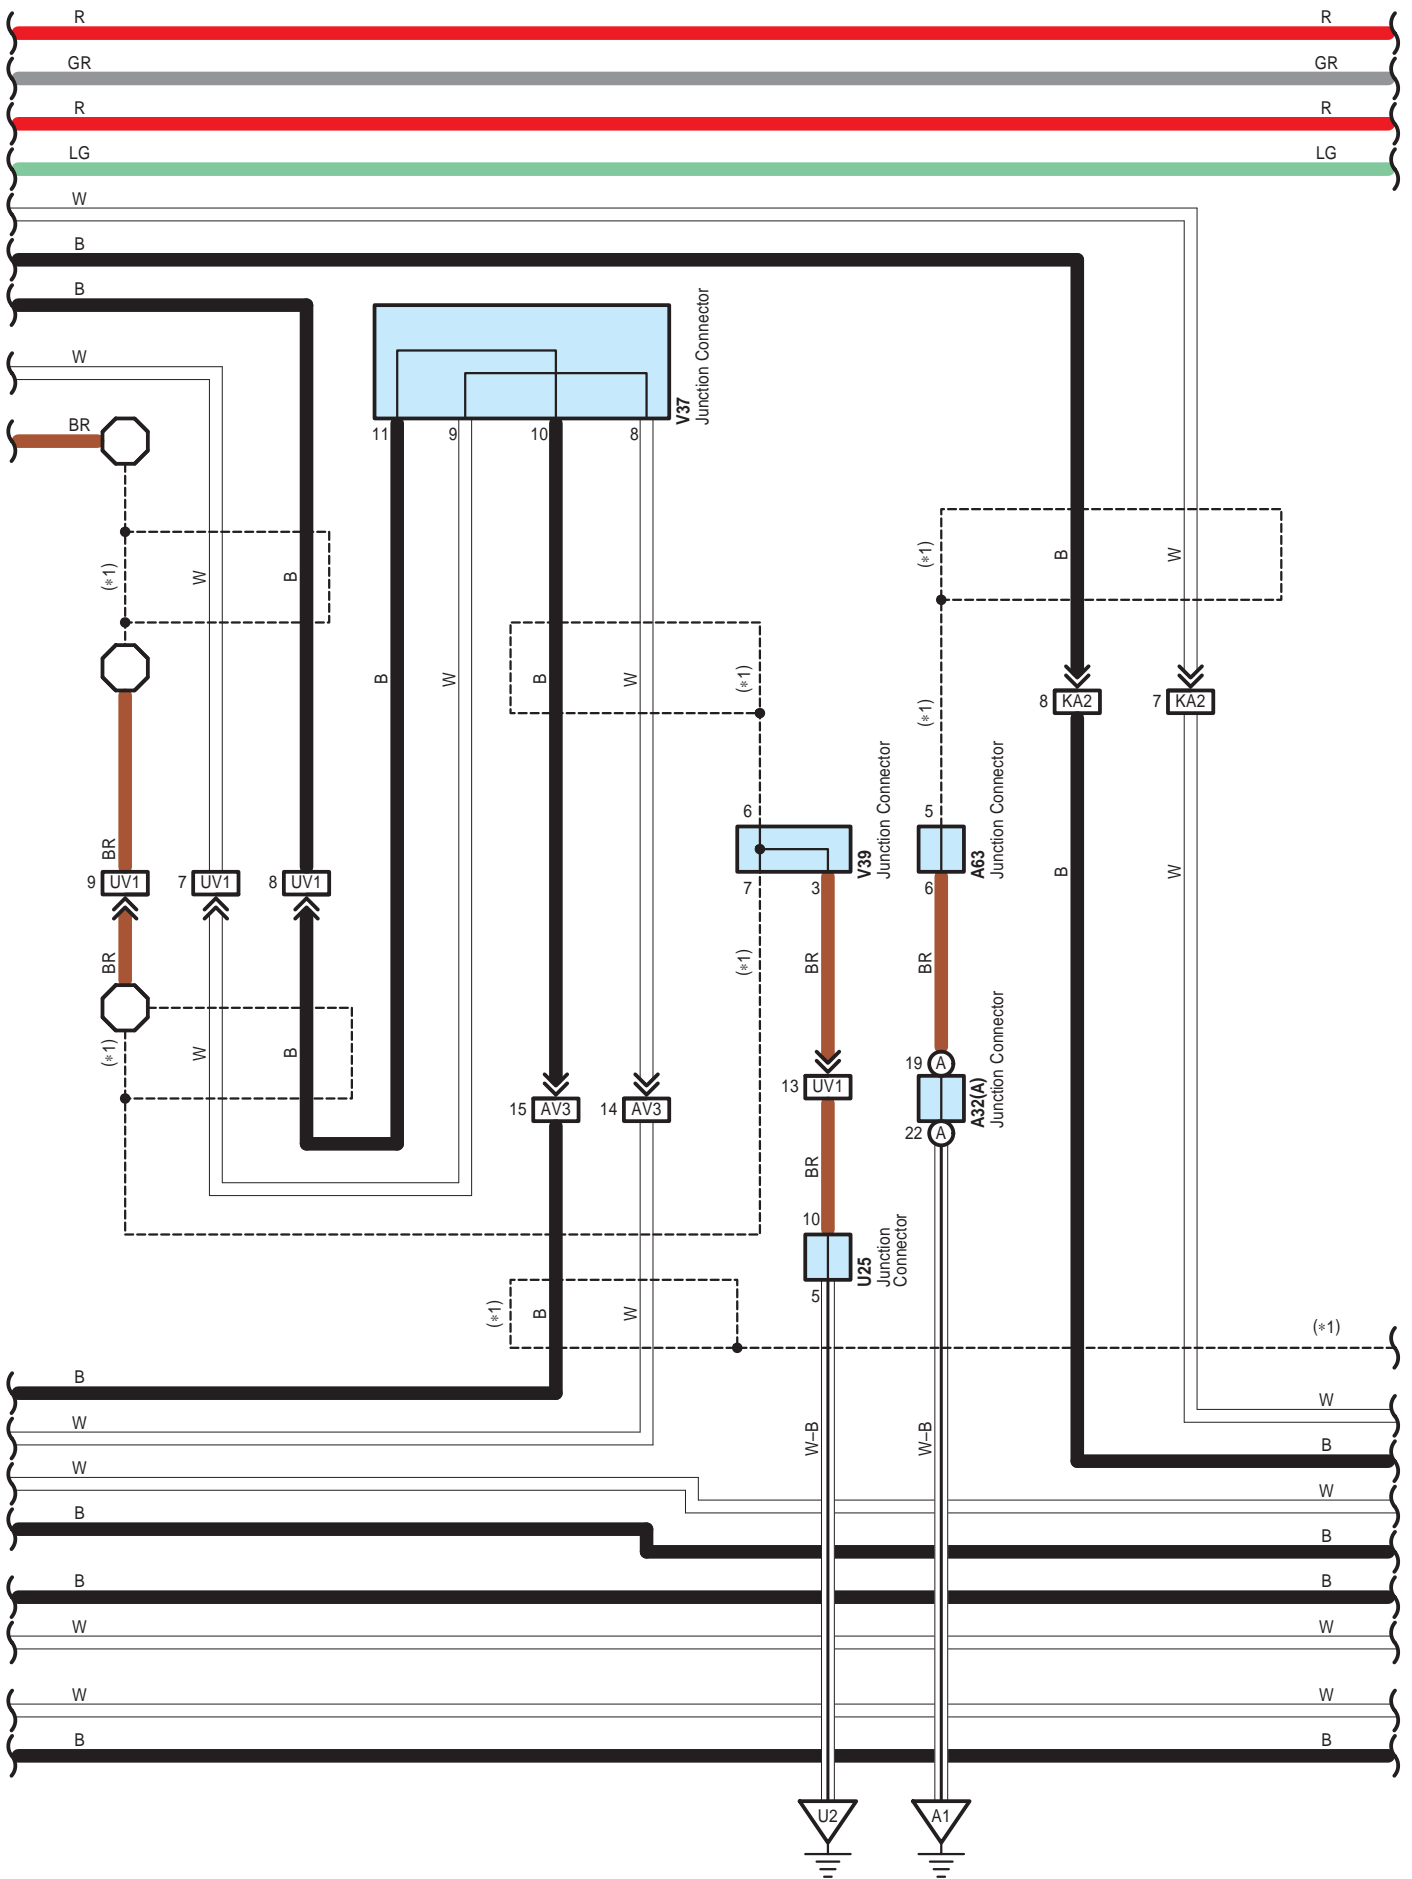 R R
GR GR
R R
LG LG
W
B
B
W
BR
V37
Junction Connector
11 9 10 8
(∗1) W B
(∗1) B W
B W B W (∗1)
(∗1)
8 KA2 7 KA2
6 5
V39
Junction Connector
A63
Junction Connector
BR
9 UV1 7 UV1 8 UV1
7 3 6
B W
BR (∗1) BR BR
(∗1) W B
19 A
A32(A)
Junction Connector
22 A
13 UV1
15 AV3 14 AV3
BR
10
U25
Junction
Connector
5
(∗1) B W
(∗1)
B
W W
W–B W–B
B
W W
B B
B B
W W
W W
B B
U2 A1